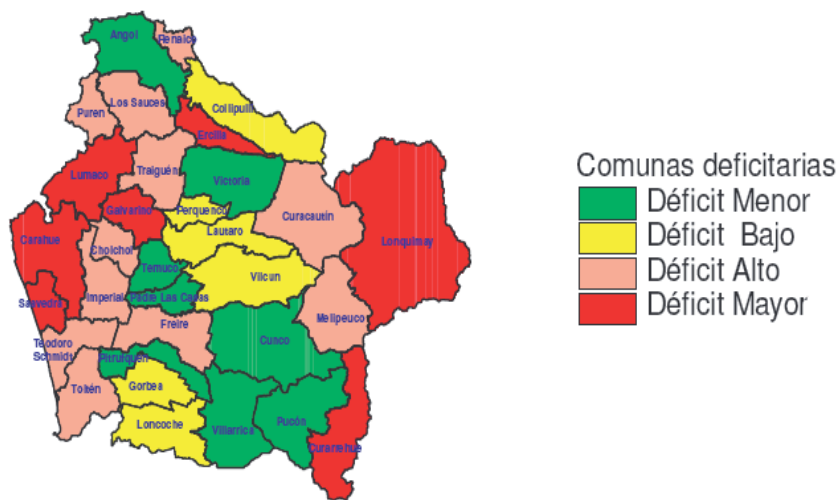 Angol
Renaico
Collipulli
Los Sauces
Puren
Ercilla
Traiguén
Lumaco
Victoria
Galvarino
Perquenco
Curacautín
Lautaro
Carahue
Cholchol
Lonquimay
Temuco
Vilcun
Saavedra
Imperial
Padre Las Casas
Melipeuco
Freire
Cunco
Teodoro
Schmidt
Pitrufquen
Toltén
Gorbea
Loncoche
Villarrica
Pucón
Curarrehue
Comunas deficitarias
Déficit Menor
Déficit Bajo
Déficit Alto
Déficit Mayor